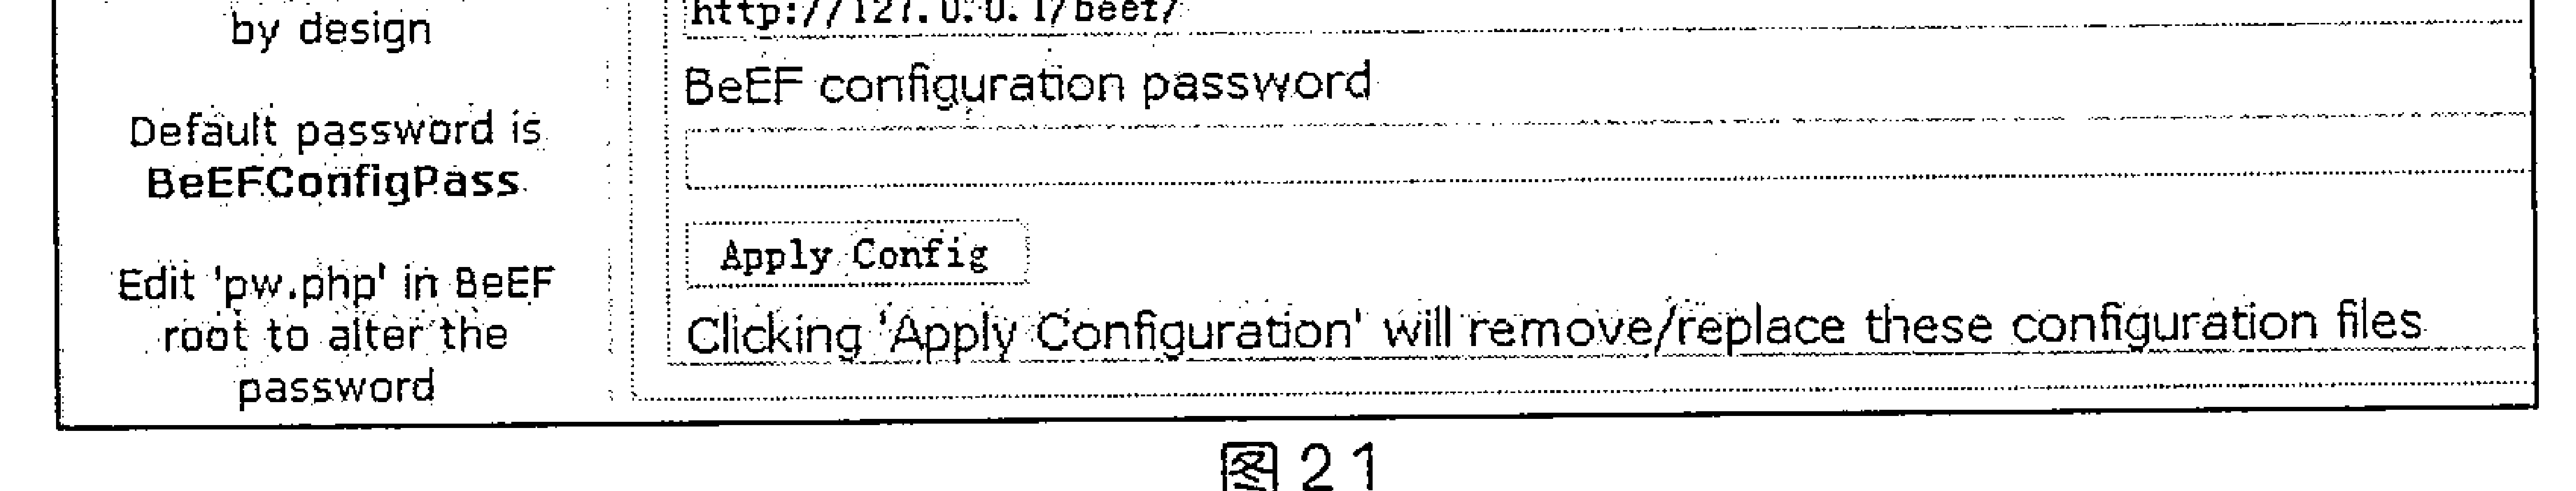 by design
Default password is
BeEFConfigPass
Edit 'pw.php' in BeEF
root to alter the
password
http://127.0.0.1/beef/
BeEF configuration password
Apply Config
Clicking 'Apply Configuration' will remove/replace these configuration files
图21